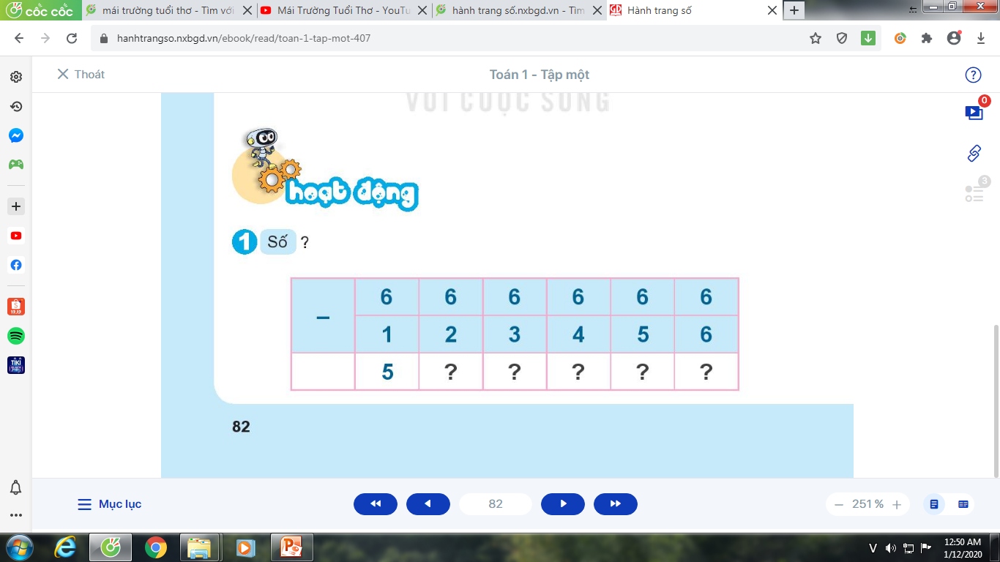 cốc cốc
mái trường tuổi thơ - Tìm với
Mái Trường Tuổi Thơ - YouTu
hành trang số.nxbgd.vn - Tìm
Hành trang số
hanhtrangso.nxbgd.vn/ebook/read/toan-1-tap-mot-407
Thoát
Toán 1 - Tập một
?
VỚI CUỘC SỐNG
0
3
hoạt động
1 Số ?
– 6 6 6 6 6 6
1 2 3 4 5 6
5 ? ? ? ? ?
82
Mục lục
82
– 251 % +
12.12
TIKI
V
12:50 AM
1/12/2020